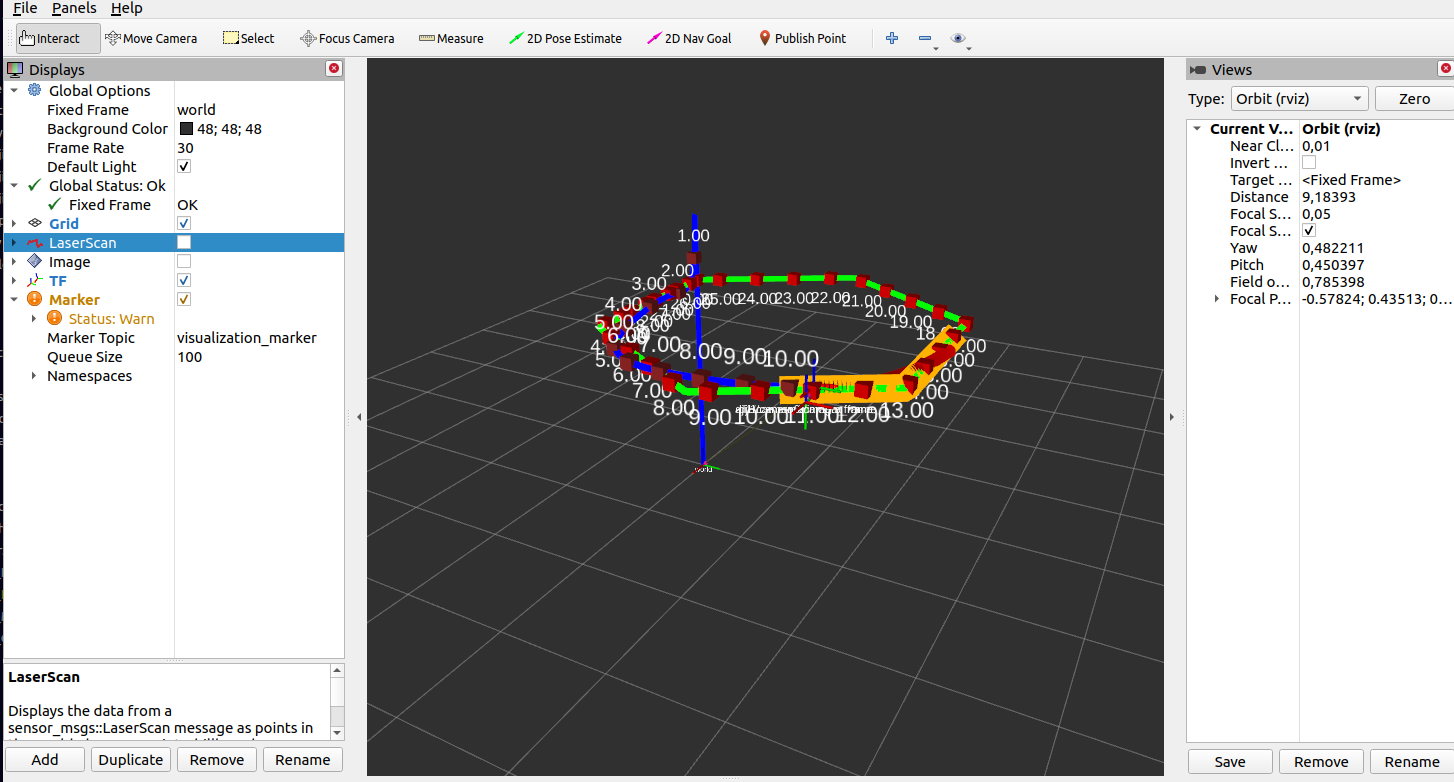 File Panels Help
Interact Move Camera Select Focus Camera Measure 2D Pose Estimate 2D Nav Goal Publish Point
Displays
Global Options
Fixed Frame world
Background Color 48; 48; 48
Frame Rate 30
Default Light
Global Status: Ok
Fixed Frame OK
Grid
LaserScan
Image
TF
Marker
Status: Warn
Marker Topic visualization_marker
Queue Size 100
Namespaces
LaserScan
Displays the data from a
sensor_msgs::LaserScan message as points in
Add Duplicate Remove Rename
1.00
2.00
3.00
25.00 24.00 23.00 22.00 21.00
4.00
20.00
5.00
19.00
6.00
18
7.00 8.00 9.00 10.00
6.00
7.00
8.00
9.00 10.00 11.00 12.00 13.00
world
Views
Type: Orbit (rviz) Zero
Current V... Orbit (rviz)
Near Cl... 0,01
Invert ...
Target ... <Fixed Frame>
Distance 9,18393
Focal S... 0,05
Focal S...
Yaw 0,482211
Pitch 0,450397
Field o... 0,785398
Focal P... -0.57824; 0.43513; 0...
Save Remove Rename